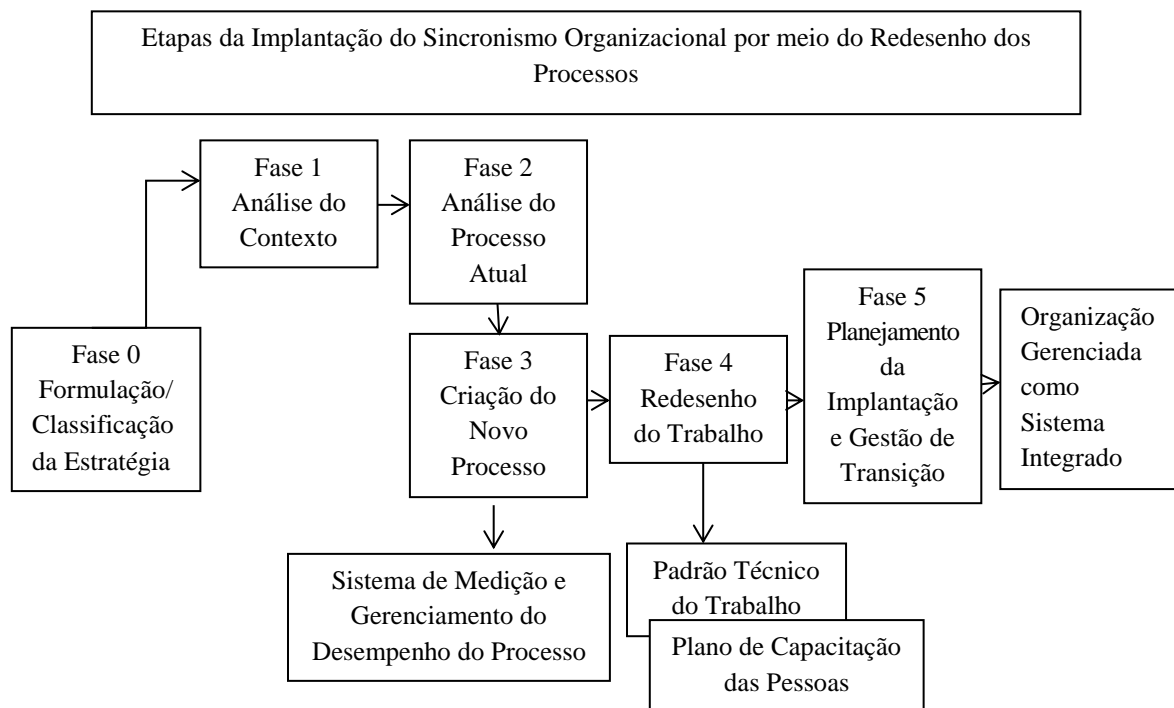 Etapas da Implantação do Sincronismo Organizacional por meio do Redesenho dos
Processos
Fase 0
Formulação/
Classificação
da Estratégia
Fase 1
Análise do
Contexto
Fase 2
Análise do
Processo
Atual
Fase 3
Criação do
Novo
Processo
Fase 4
Redesenho
do Trabalho
Fase 5
Planejamento
da
Implantação
e Gestão de
Transição
Organização
Gerenciada
como
Sistema
Integrado
Sistema de Medição e
Gerenciamento do
Desempenho do Processo
Padrão Técnico
do Trabalho
Plano de Capacitação
das Pessoas